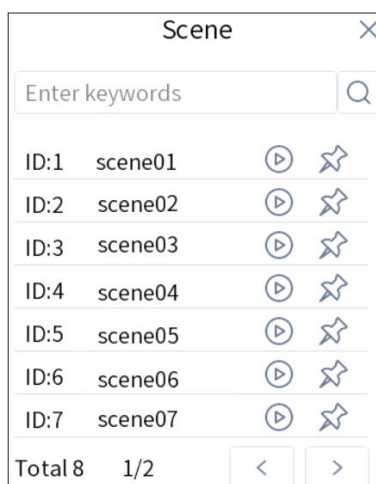 Scene
Enter keywords
ID:1 scene01
ID:2 scene02
ID:3 scene03
ID:4 scene04
ID:5 scene05
ID:6 scene06
ID:7 scene07
Total 8 1/2 < >